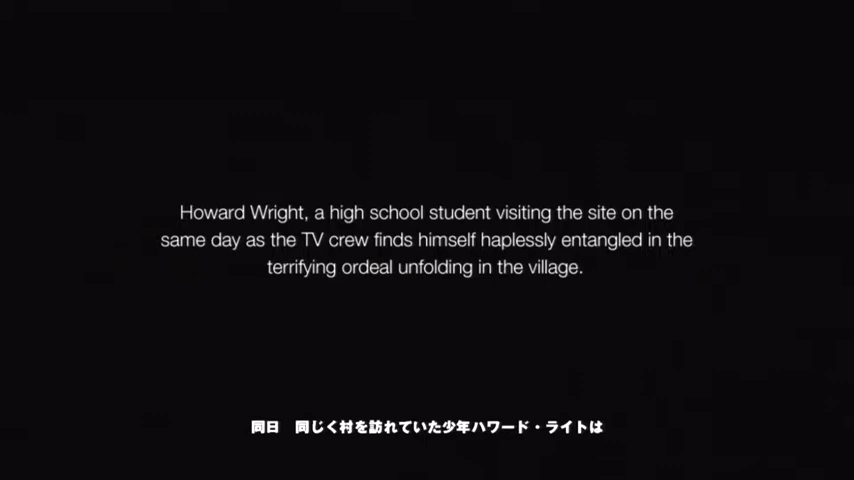 Howard Wright, a high school student visiting the site on the
same day as the TV crew finds himself haplessly entangled in the
terrifying ordeal unfolding in the village.
同日　同じく村を訪れていた少年ハワード・ライトは